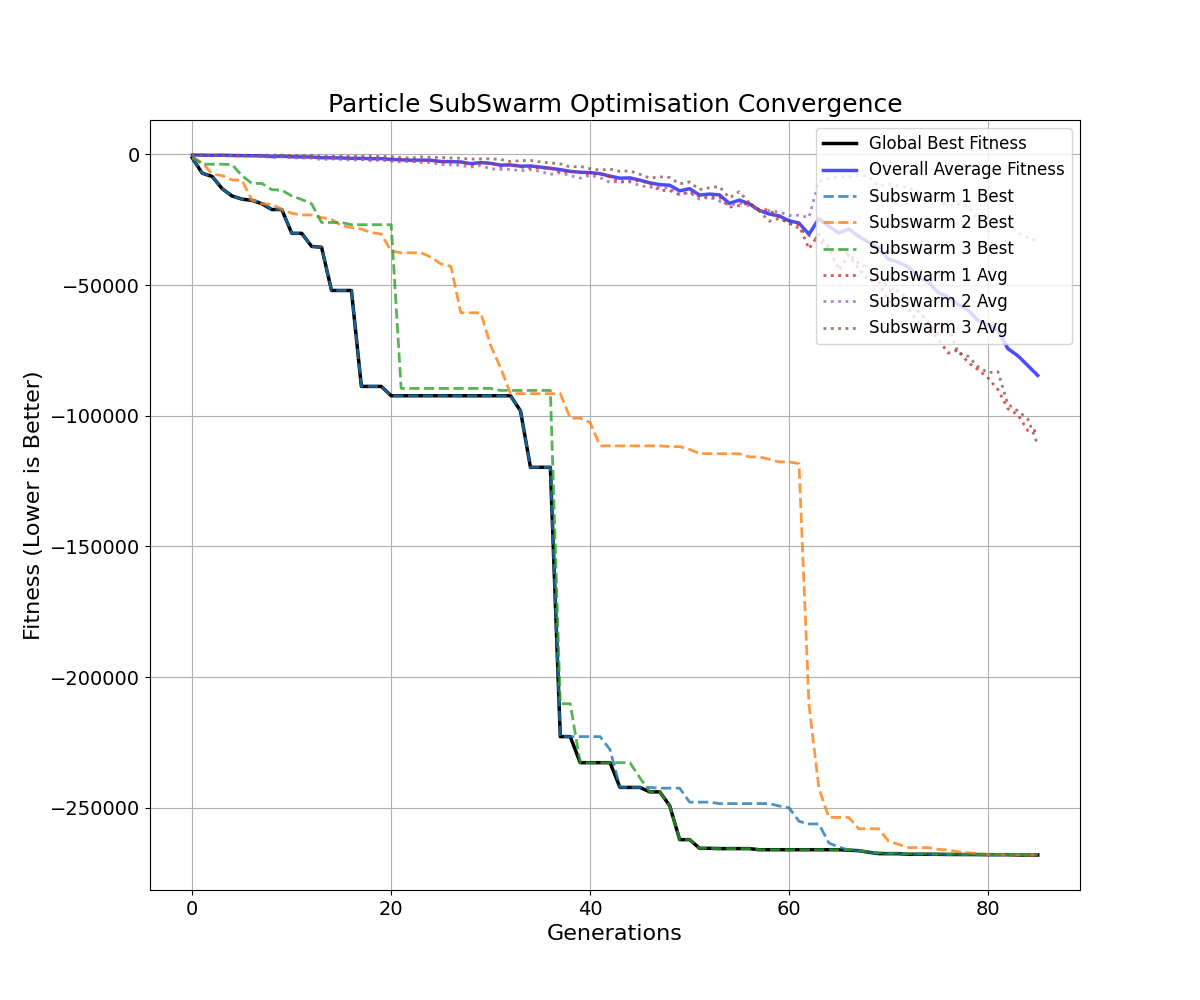 Particle SubSwarm Optimisation Convergence
Fitness (Lower is Better)
0
−50000
−100000
−150000
−200000
−250000
Global Best Fitness
Overall Average Fitness
Subswarm 1 Best
Subswarm 2 Best
Subswarm 3 Best
Subswarm 1 Avg
Subswarm 2 Avg
Subswarm 3 Avg
0 20 40 60 80
Generations